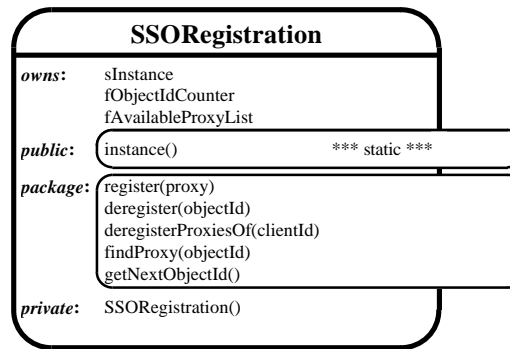 SSORegistration
owns: sInstance
fObjectIdCounter
fAvailableProxyList
public: instance() *** static ***
package: register(proxy)
deregister(objectId)
deregisterProxiesOf(clientId)
findProxy(objectId)
getNextObjectId()
private: SSORegistration()